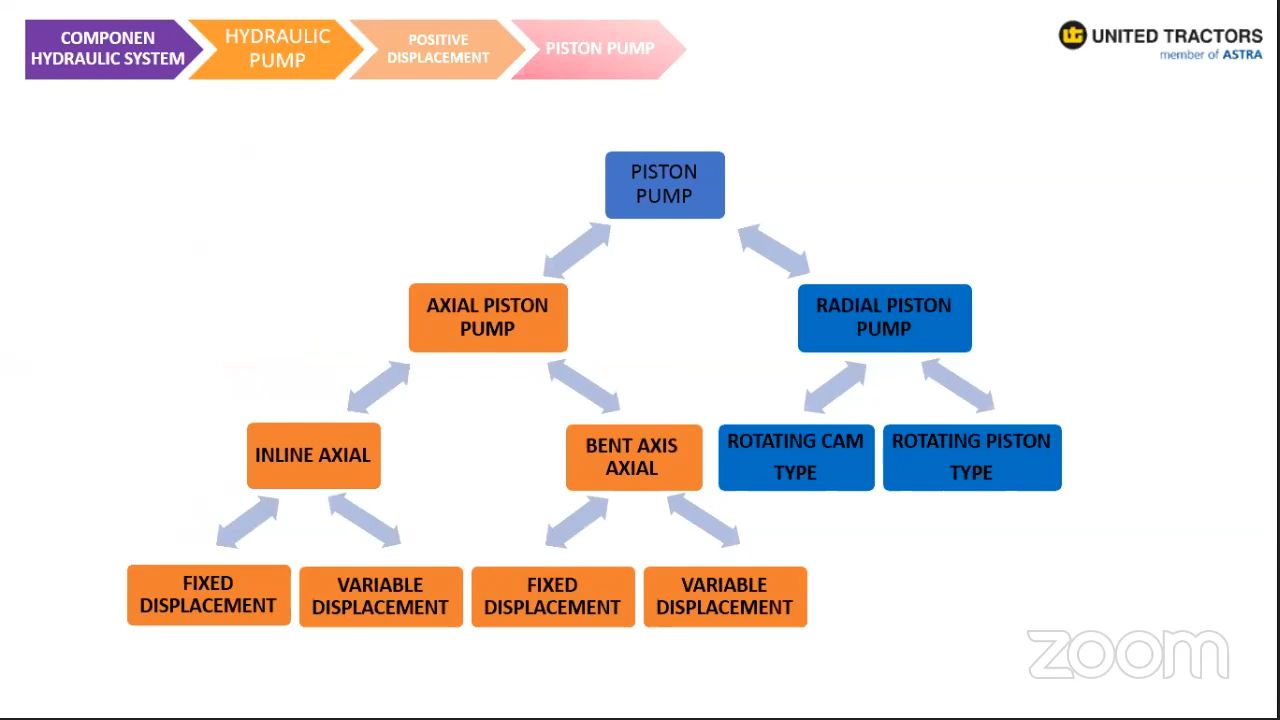 COMPONEN
HYDRAULIC SYSTEM
HYDRAULIC
PUMP
POSITIVE
DISPLACEMENT
PISTON PUMP
UT UNITED TRACTORS
member of ASTRA
PISTON
PUMP
AXIAL PISTON
PUMP
RADIAL PISTON
PUMP
INLINE AXIAL
BENT AXIS
AXIAL
ROTATING CAM
TYPE
ROTATING PISTON
TYPE
FIXED
DISPLACEMENT
VARIABLE
DISPLACEMENT
FIXED
DISPLACEMENT
VARIABLE
DISPLACEMENT
zoom